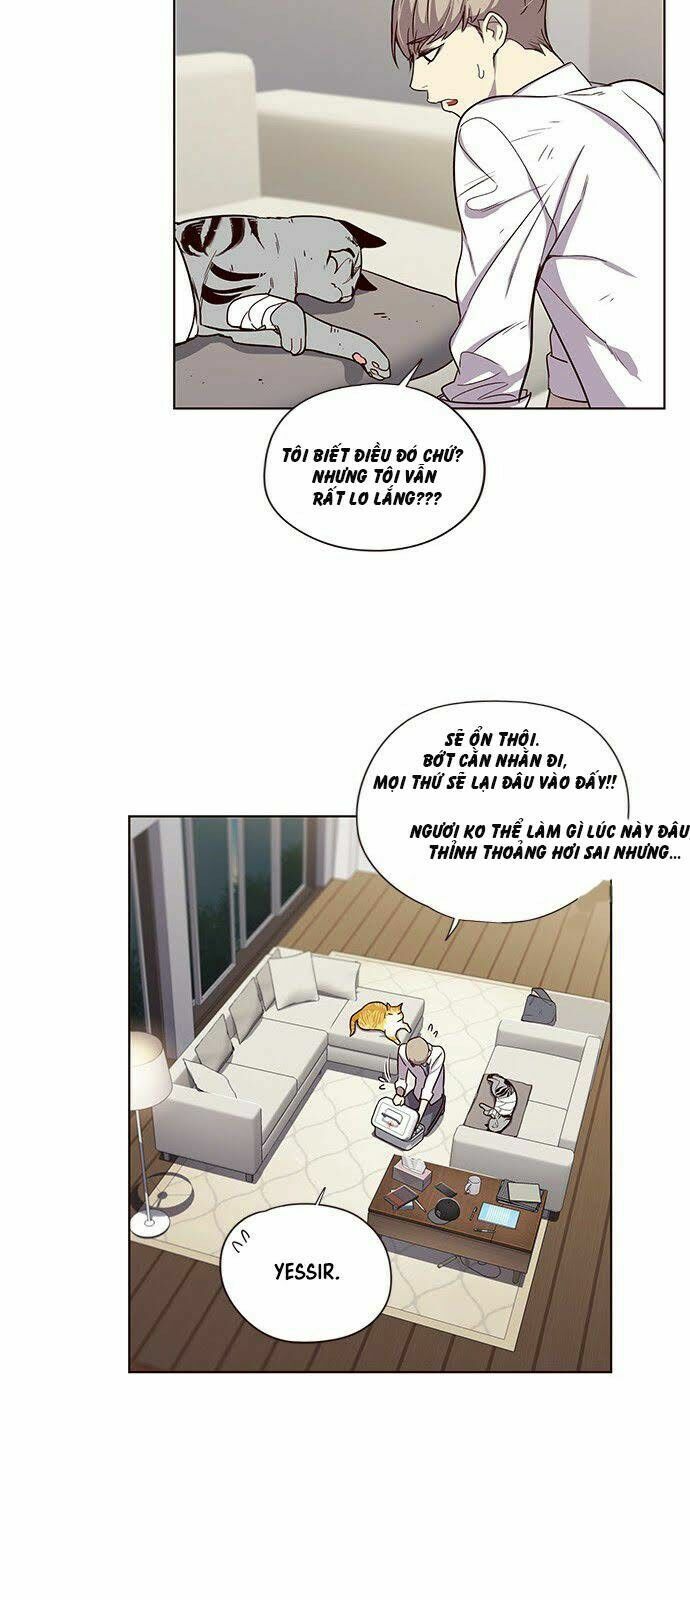 TÔI BIẾT ĐIỀU ĐÓ CHỨ?
NHƯNG TÔI VẪN
RẤT LO LẮNG???
SẼ ỔN THÔI.
BỚT CẰN NHẰN ĐI,
MỌI THỨ SẼ LẠI ĐÂU VÀO ĐẤY!!
NGƯƠI KO THỂ LÀM GÌ LÚC NÀY ĐÂU,
THỈNH THOẢNG HƠI SAI NHƯNG...
YESSIR.